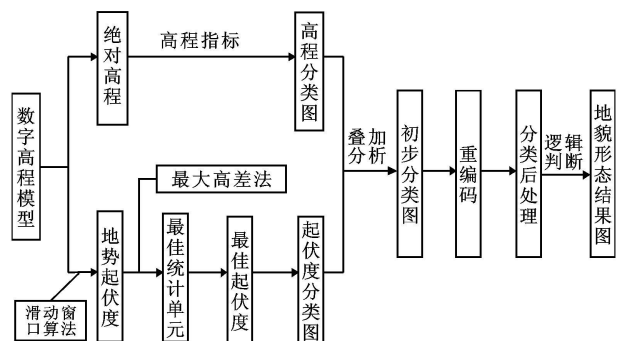 数字高程模型
绝对高程
高程指标
高程分类图
地势起伏度
滑动窗
口算法
最大高差法
最佳统计单元
最佳起伏度
起伏度分类图
叠加
分析
初步分类图
重编码
分类后处理
逻辑
判断
地貌形态结果图